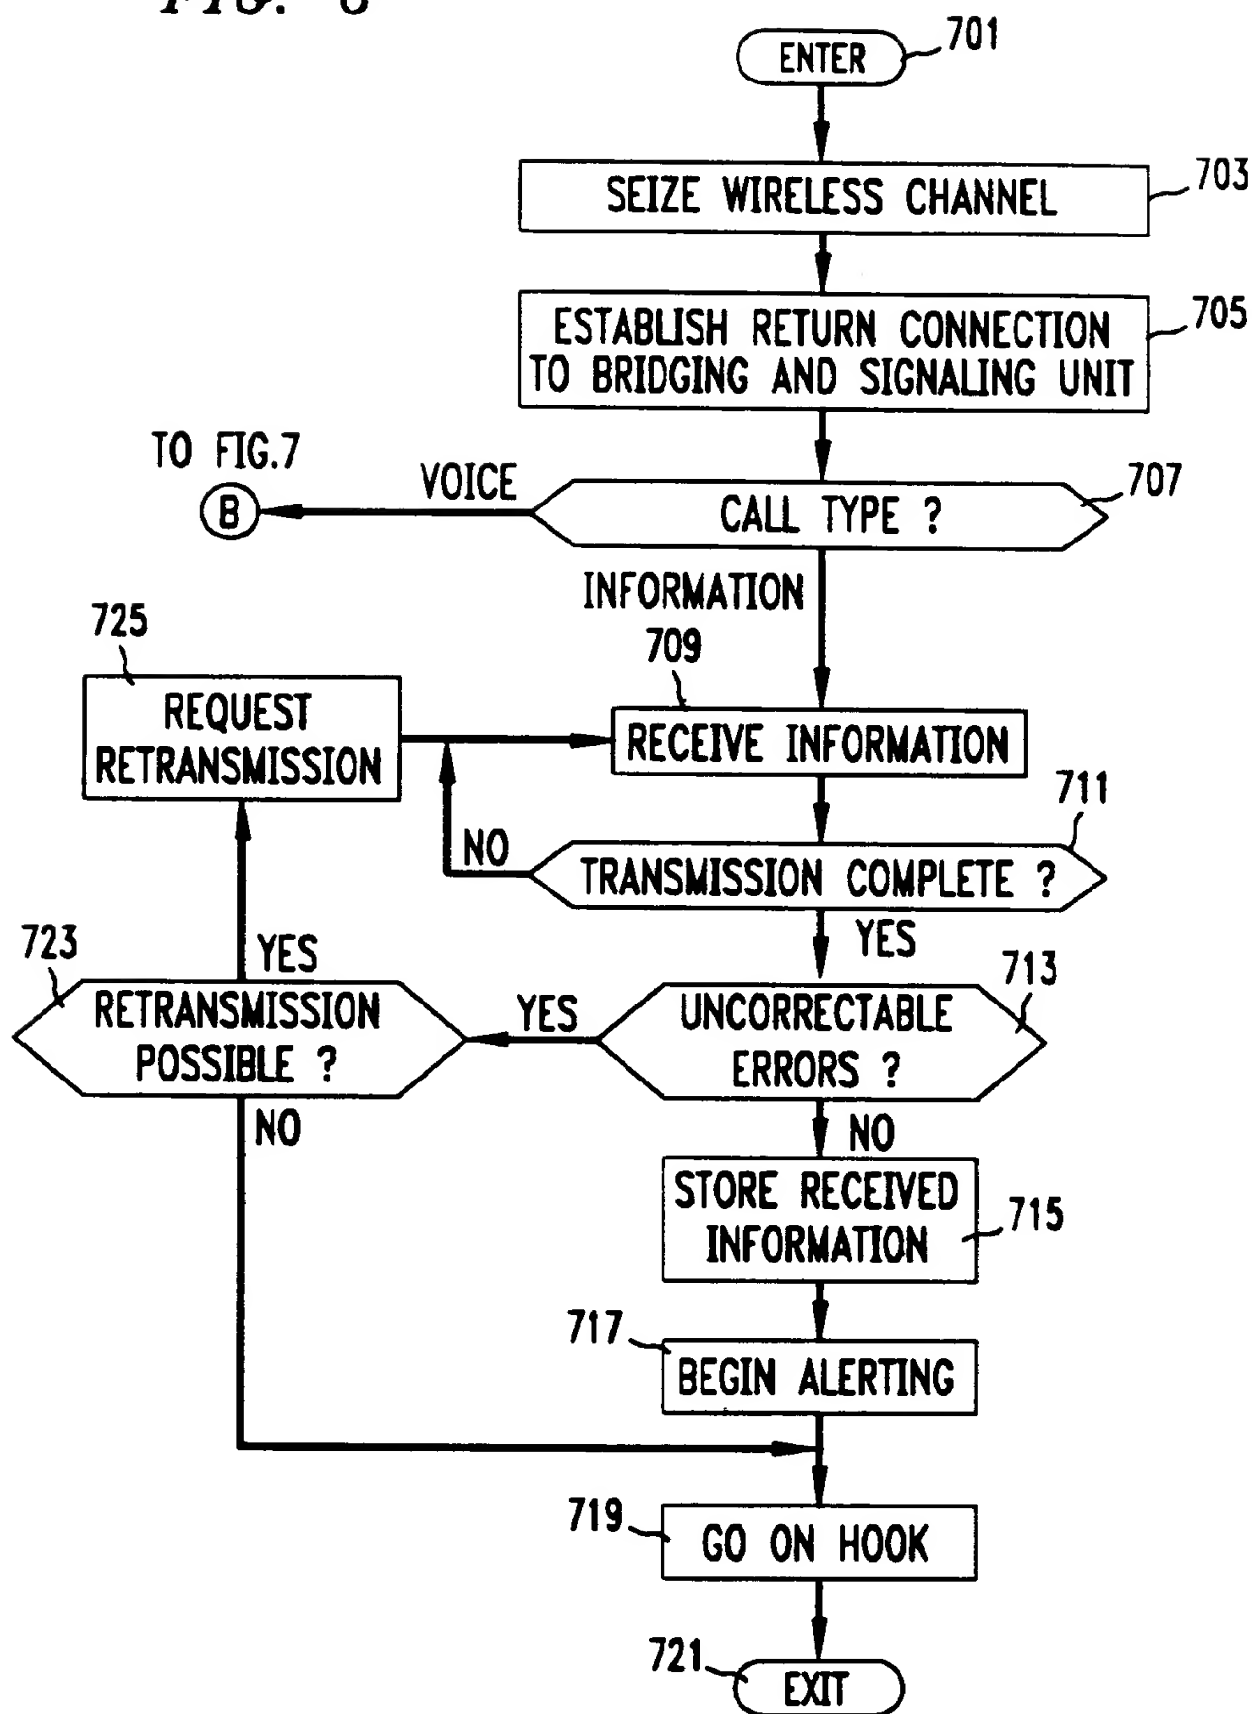 FIG. 6
ENTER
701
SEIZE WIRELESS CHANNEL
703
ESTABLISH RETURN CONNECTION
TO BRIDGING AND SIGNALING UNIT
705
TO FIG.7
B
VOICE
CALL TYPE ?
707
INFORMATION
725
REQUEST
RETRANSMISSION
709
RECEIVE INFORMATION
NO
TRANSMISSION COMPLETE ?
711
YES
723
YES
RETRANSMISSION
POSSIBLE ?
YES
UNCORRECTABLE
ERRORS ?
713
NO
NO
STORE RECEIVED
INFORMATION
715
717
BEGIN ALERTING
719
GO ON HOOK
721
EXIT